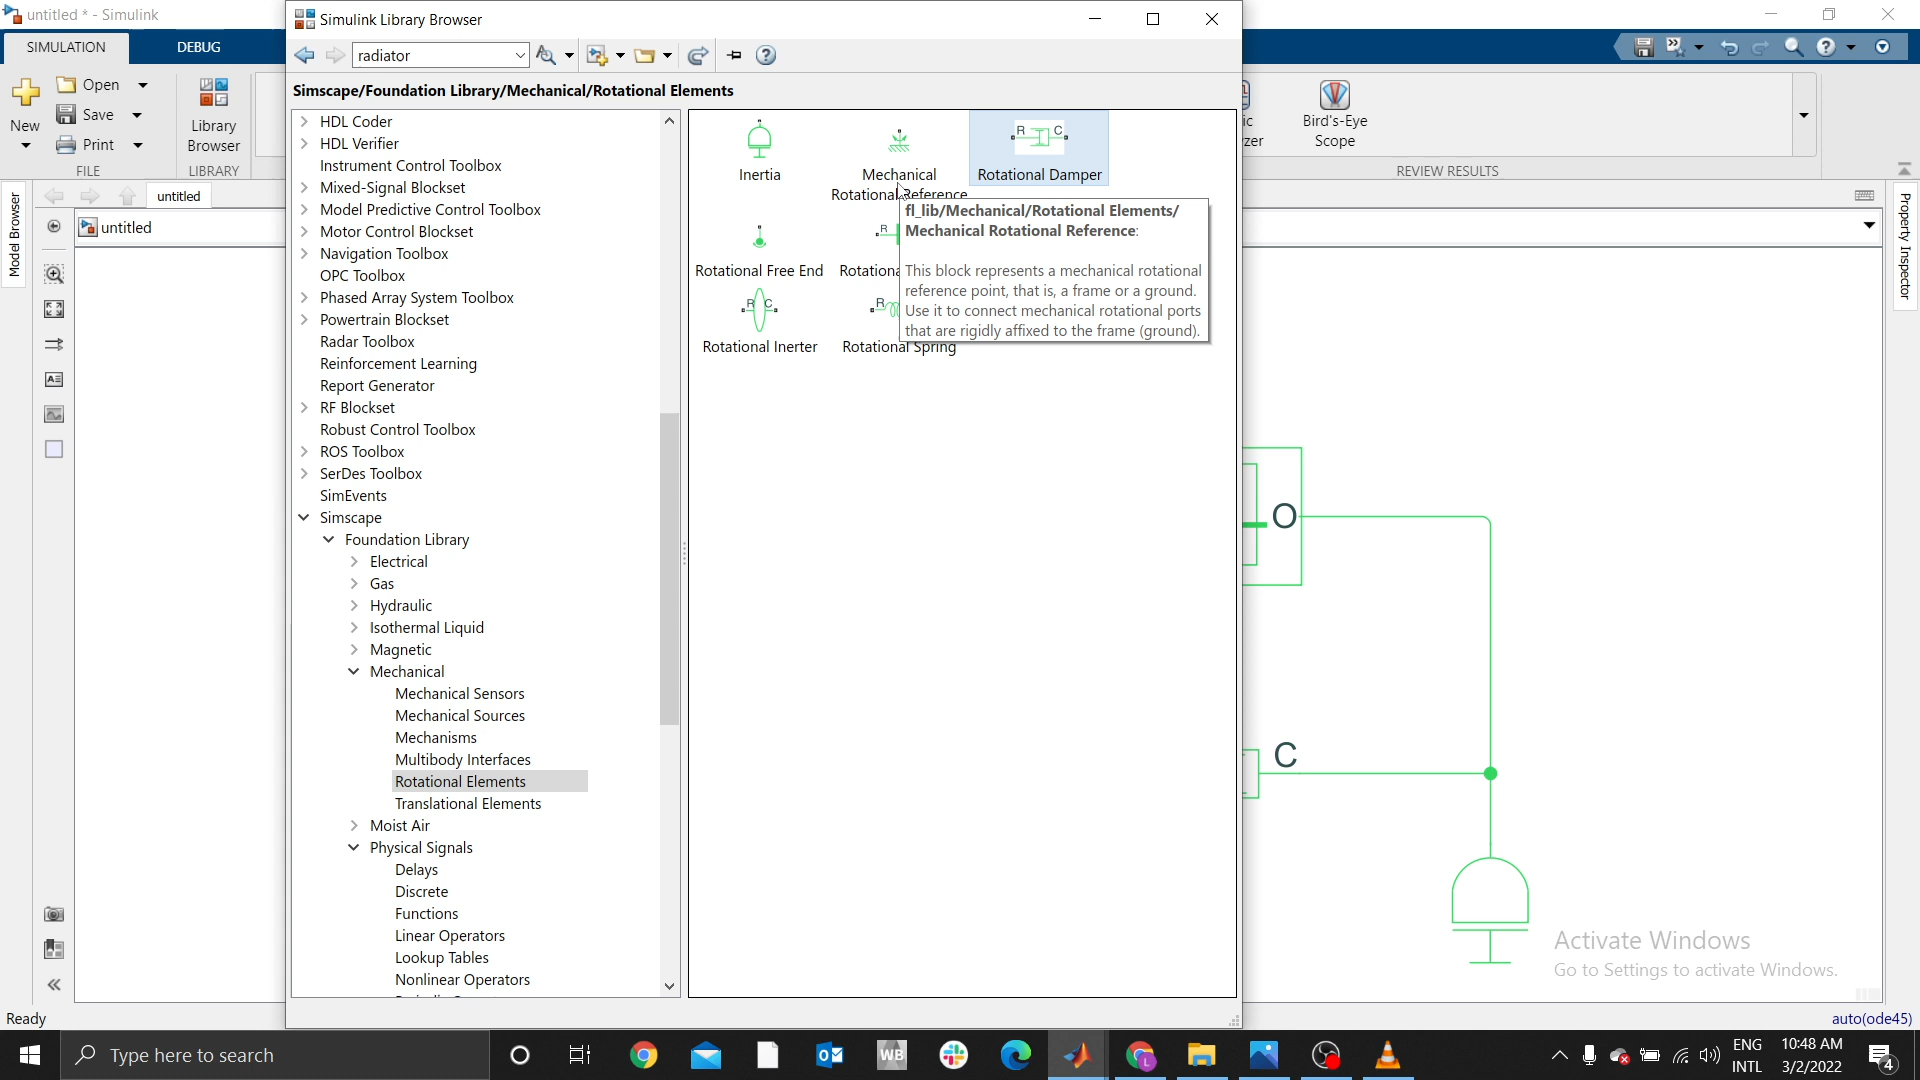 untitled * - Simulink
Simulink Library Browser
SIMULATION
DEBUG
radiator
New
Open
Save
Print
FILE
Library
Browser
LIBRARY
Simscape/Foundation Library/Mechanical/Rotational Elements
zer
Bird's-Eye
Scope
REVIEW RESULTS
Model Browser
untitled
untitled
Property Inspector
HDL Coder
HDL Verifier
Instrument Control Toolbox
Mixed-Signal Blockset
Model Predictive Control Toolbox
Motor Control Blockset
Navigation Toolbox
OPC Toolbox
Phased Array System Toolbox
Powertrain Blockset
Radar Toolbox
Reinforcement Learning
Report Generator
RF Blockset
Robust Control Toolbox
ROS Toolbox
SerDes Toolbox
SimEvents
Simscape
Foundation Library
Electrical
Gas
Hydraulic
Isothermal Liquid
Magnetic
Mechanical
Mechanical Sensors
Mechanical Sources
Mechanisms
Multibody Interfaces
Rotational Elements
Translational Elements
Moist Air
Physical Signals
Delays
Discrete
Functions
Linear Operators
Lookup Tables
Nonlinear Operators
Inertia
Mechanical
Rotational Reference
R C
Rotational Damper
Rotational Free End
R
Rotationa
R C
Rotational Inerter
R
Rotational Spring
fl_lib/Mechanical/Rotational Elements/
Mechanical Rotational Reference:
This block represents a mechanical rotational
reference point, that is, a frame or a ground.
Use it to connect mechanical rotational ports
that are rigidly affixed to the frame (ground).
O
C
Activate Windows
Go to Settings to activate Windows.
Ready
auto(ode45)
Type here to search
WB
L
ENG
INTL
10:48 AM
3/2/2022
4